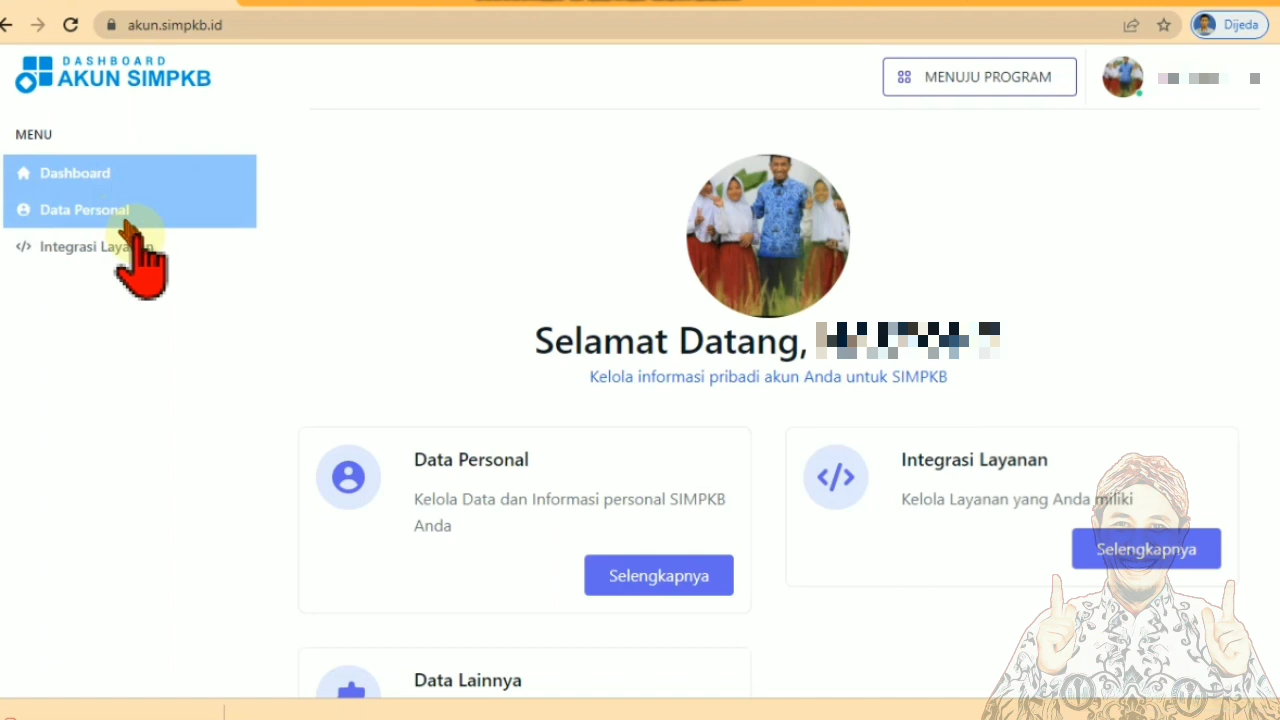 akun.simpkb.id
Dijeda
DASHBOARD
AKUN SIMPKB
MENUJU PROGRAM
MENU
Dashboard
Data Personal
Integrasi Layanan
Selamat Datang,
Kelola informasi pribadi akun Anda untuk SIMPKB
Data Personal
Kelola Data dan Informasi personal SIMPKB
Anda
Selengkapnya
Integrasi Layanan
Kelola Layanan yang Anda miliki
Selengkapnya
Data Lainnya